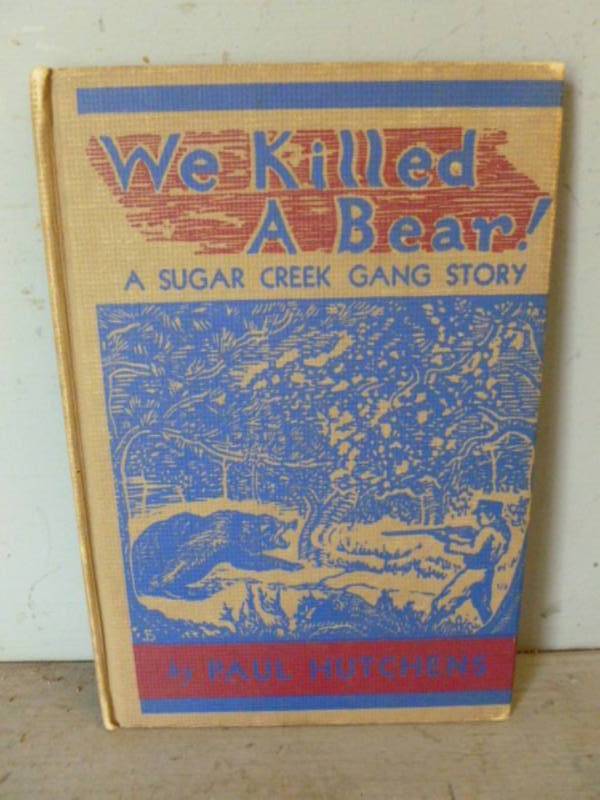 We Killed
A Bear!
A SUGAR CREEK GANG STORY
by PAUL HUTCHENS